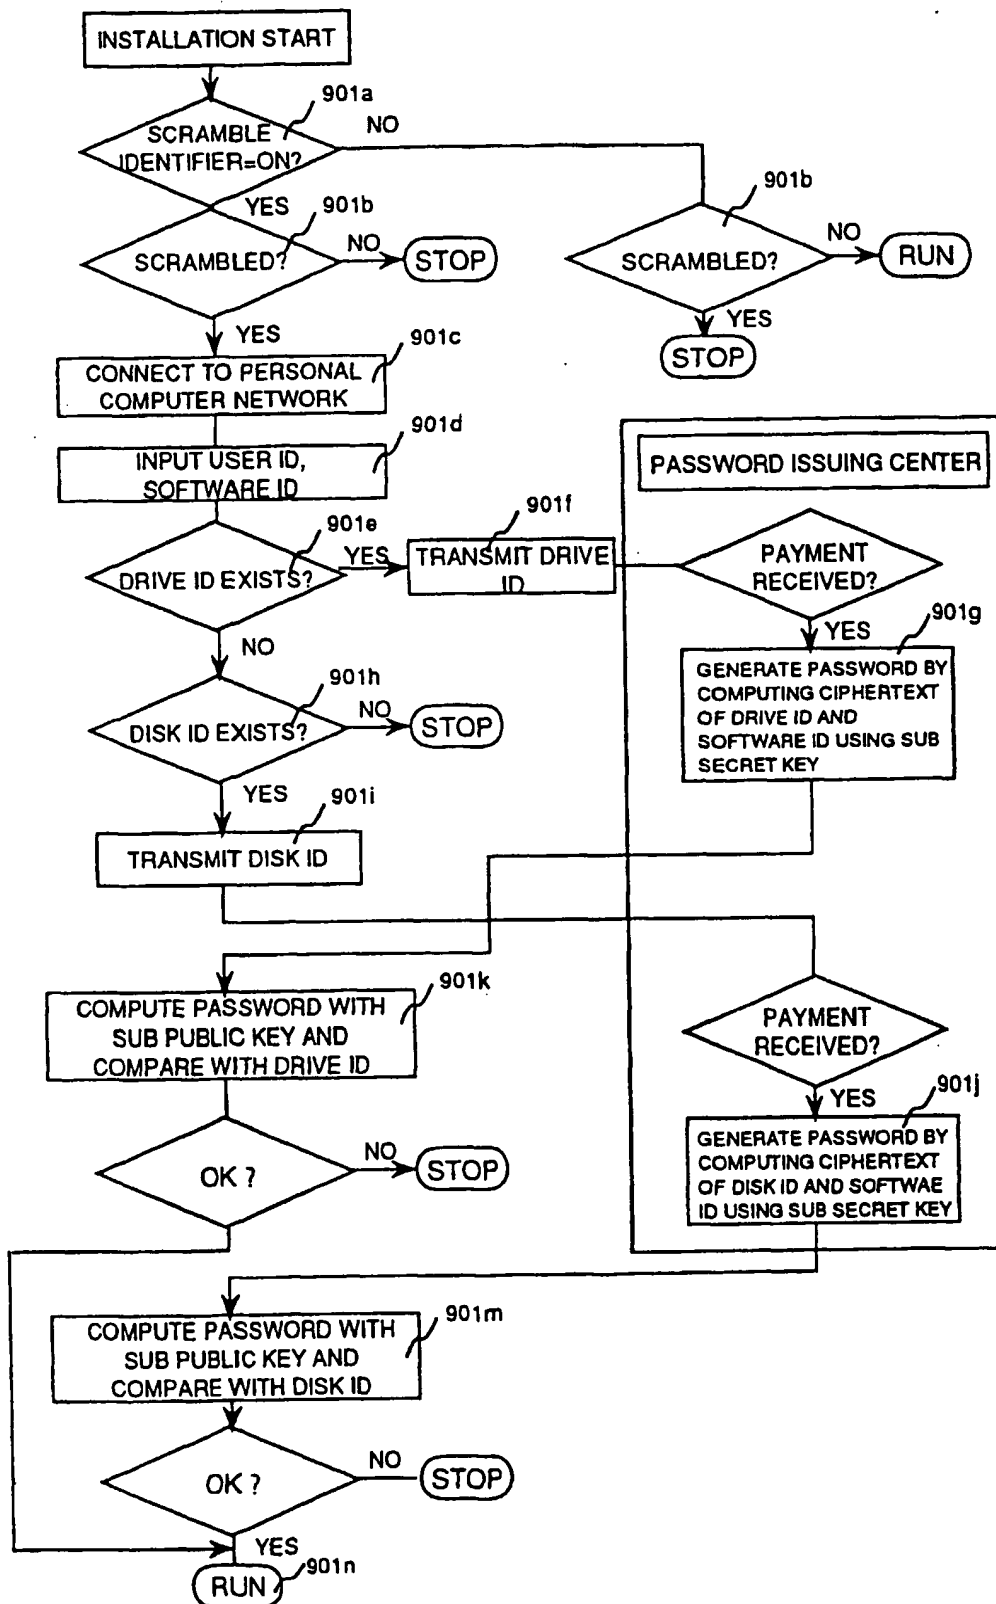 INSTALLATION START
901a
SCRAMBLE
IDENTIFIER=ON?
NO
YES
901b
SCRAMBLED?
NO
STOP
901b
SCRAMBLED?
NO
RUN
YES
STOP
YES
901c
CONNECT TO PERSONAL
COMPUTER NETWORK
901d
INPUT USER ID,
SOFTWARE ID
901e
DRIVE ID EXISTS?
YES
901f
TRANSMIT DRIVE
ID
PASSWORD ISSUING CENTER
PAYMENT
RECEIVED?
YES
901g
GENERATE PASSWORD BY
COMPUTING CIPHERTEXT
OF DRIVE ID AND
SOFTWARE ID USING SUB
SECRET KEY
NO
901h
DISK ID EXISTS?
NO
STOP
YES
901i
TRANSMIT DISK ID
901k
COMPUTE PASSWORD WITH
SUB PUBLIC KEY AND
COMPARE WITH DRIVE ID
PAYMENT
RECEIVED?
YES
901j
GENERATE PASSWORD BY
COMPUTING CIPHERTEXT
OF DISK ID AND SOFTWAE
ID USING SUB SECRET KEY
OK ?
NO
STOP
901m
COMPUTE PASSWORD WITH
SUB PUBLIC KEY AND
COMPARE WITH DISK ID
OK ?
NO
STOP
YES
RUN
901n